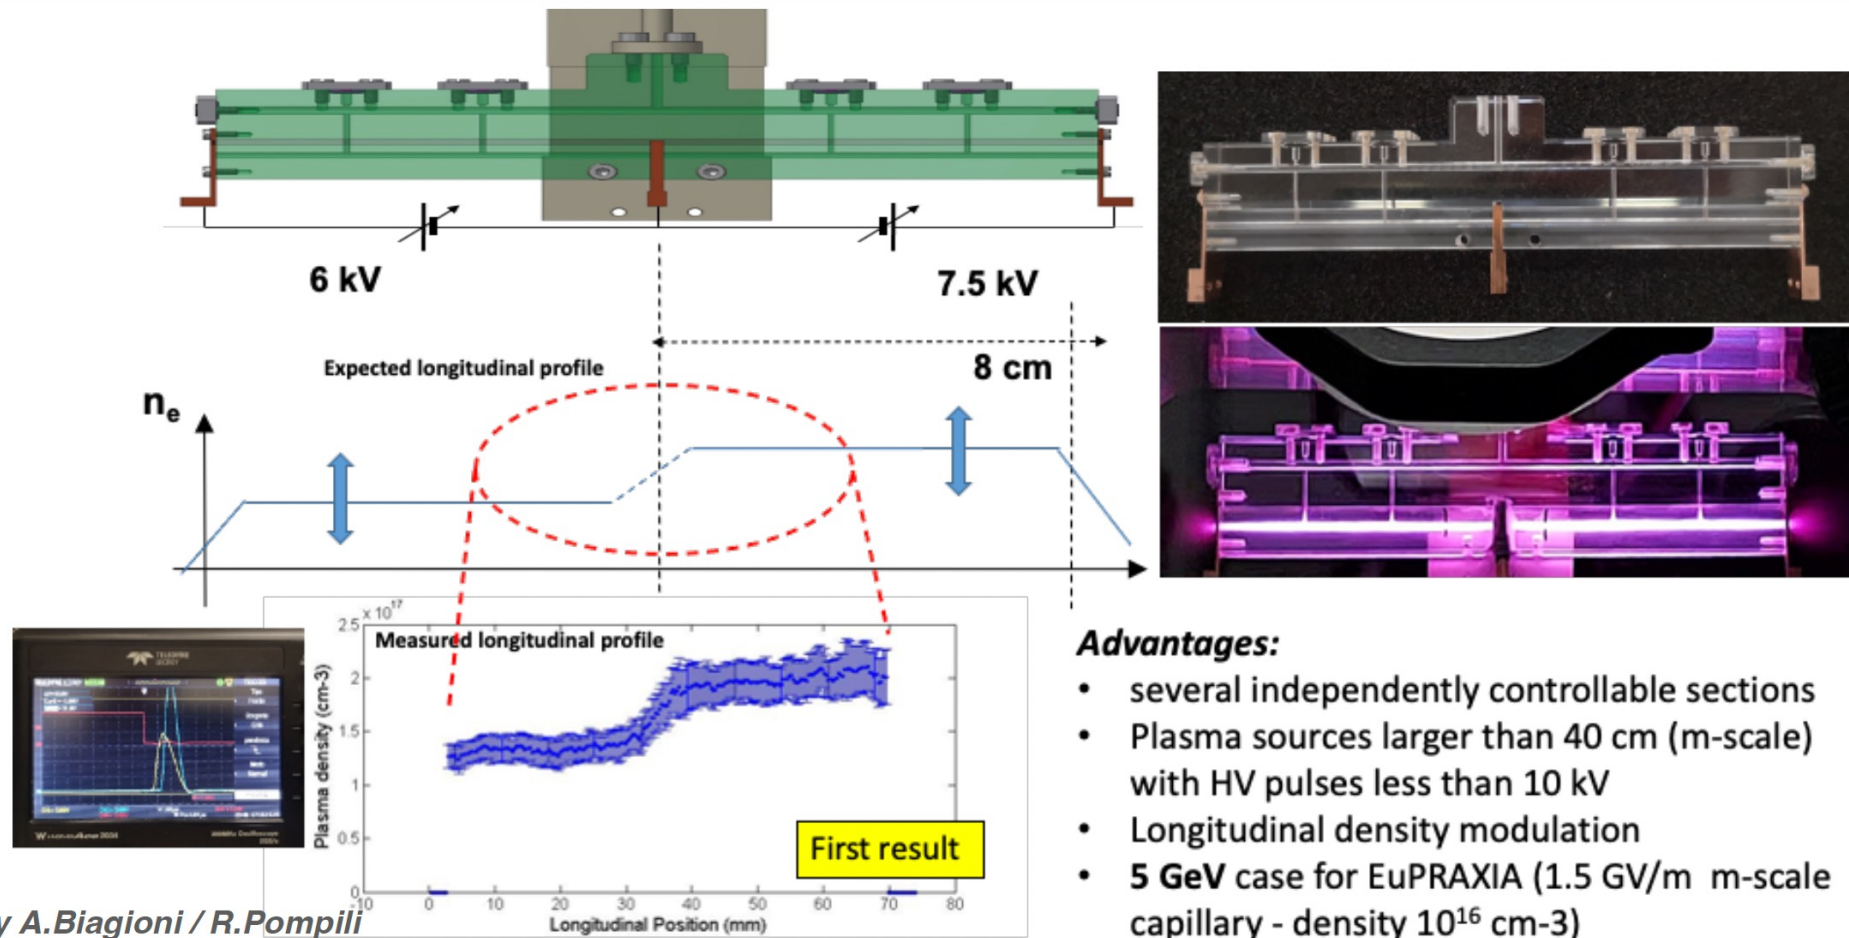 6 kV
7.5 kV
8 cm
Expected longitudinal profile
ne
x 10^17
Measured longitudinal profile
Plasma density (cm-3)
2.5
2
1.5
1
0.5
0
-10 0 10 20 30 40 50 60 70 80
Longitudinal Position (mm)
First result
TELEDYNE
y A.Biagioni / R.Pompili
Advantages:
• several independently controllable sections
• Plasma sources larger than 40 cm (m-scale)
with HV pulses less than 10 kV
• Longitudinal density modulation
• 5 GeV case for EuPRAXIA (1.5 GV/m m-scale
capillary - density 10^16 cm-3)